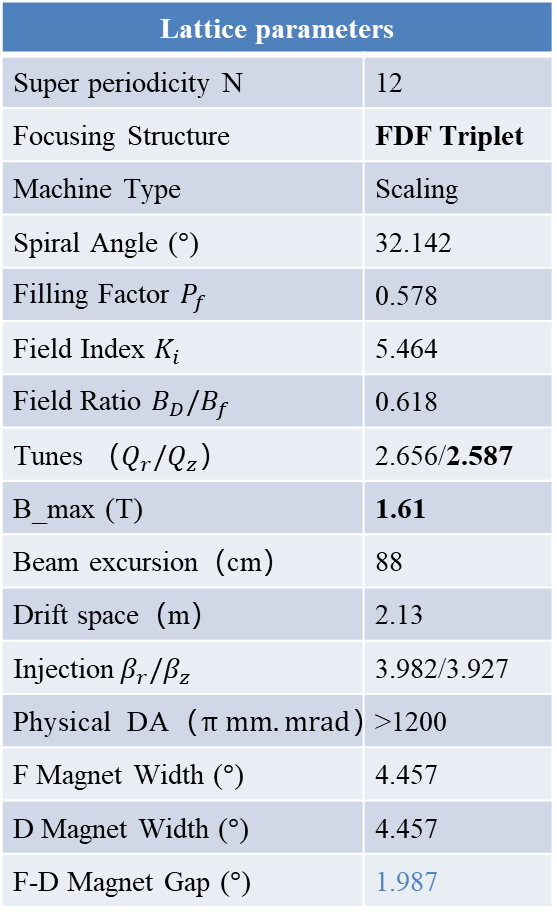 Lattice parameters
Super periodicity N 12
Focusing Structure FDF Triplet
Machine Type Scaling
Spiral Angle (°) 32.142
Filling Factor P_f 0.578
Field Index K_i 5.464
Field Ratio B_D/B_f 0.618
Tunes （Q_r/Q_z） 2.656/2.587
B_max (T) 1.61
Beam excursion（cm） 88
Drift space（m） 2.13
Injection β_r/β_z 3.982/3.927
Physical DA（π mm. mrad） >1200
F Magnet Width (°) 4.457
D Magnet Width (°) 4.457
F-D Magnet Gap (°) 1.987